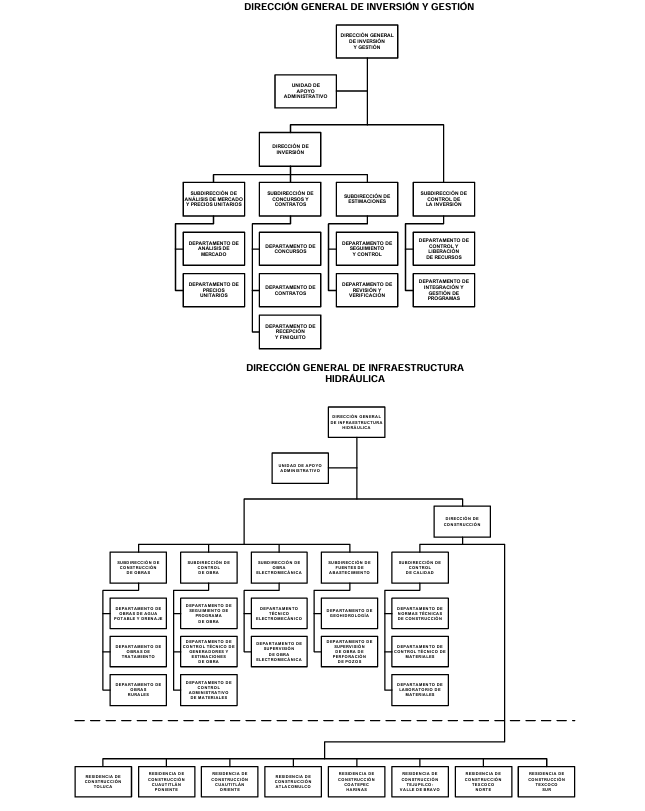 DIRECCIÓN GENERAL DE INVERSIÓN Y GESTIÓN
DIRECCIÓN GENERAL
DE INVERSIÓN
Y GESTIÓN
UNIDAD DE
APOYO
ADMINISTRATIVO
DIRECCIÓN DE
INVERSIÓN
SUBDIRECCIÓN DE
ANÁLISIS DE MERCADO
Y PRECIOS UNITARIOS
SUBDIRECCIÓN DE
CONCURSOS Y
CONTRATOS
SUBDIRECCIÓN DE
ESTIMACIONES
SUBDIRECCIÓN DE
CONTROL DE
LA INVERSIÓN
DEPARTAMENTO DE
ANÁLISIS DE
MERCADO
DEPARTAMENTO DE
CONCURSOS
DEPARTAMENTO DE
SEGUIMIENTO
Y CONTROL
DEPARTAMENTO DE
CONTROL Y
LIBERACIÓN
DE RECURSOS
DEPARTAMENTO DE
PRECIOS
UNITARIOS
DEPARTAMENTO DE
CONTRATOS
DEPARTAMENTO DE
REVISIÓN Y
VERIFICACIÓN
DEPARTAMENTO DE
INTEGRACIÓN Y
GESTIÓN DE
PROGRAMAS
DEPARTAMENTO DE
RECEPCIÓN
Y FINIQUITO
DIRECCIÓN GENERAL DE INFRAESTRUCTURA
HIDRÁULICA
DIRECCIÓN GENERAL
DE INFRAESTRUCTURA
HIDRÁULICA
UNIDAD DE APOYO
ADMINISTRATIVO
DIRECCIÓN DE
CONSTRUCCIÓN
SUBDIRECCIÓN DE
CONSTRUCCIÓN
DE OBRAS
SUBDIRECCIÓN DE
CONTROL
DE OBRA
SUBDIRECCIÓN DE
OBRA
ELECTROMECÁNICA
SUBDIRECCIÓN DE
FUENTES DE
ABASTECIMIENTO
SUBDIRECCIÓN DE
CONTROL
DE CALIDAD
DEPARTAMENTO DE
OBRAS DE AGUA
POTABLE Y DRENAJE
DEPARTAMENTO DE
SEGUIMIENTO DE
PROGRAMA
DE OBRA
DEPARTAMENTO
TÉCNICO
ELECTROMECÁNICO
DEPARTAMENTO DE
GEOHIDROLOGÍA
DEPARTAMENTO DE
NORMAS TÉCNICAS
DE CONSTRUCCIÓN
DEPARTAMENTO DE
OBRAS DE
TRATAMIENTO
DEPARTAMENTO DE
CONTROL TÉCNICO DE
GENERADORES Y
ESTIMACIONES
DE OBRA
DEPARTAMENTO DE
SUPERVISIÓN
DE OBRA
ELECTROMECÁNICA
DEPARTAMENTO DE
SUPERVISIÓN
DE OBRA DE
PERFORACIÓN
DE POZOS
DEPARTAMENTO DE
CONTROL TÉCNICO DE
MATERIALES
DEPARTAMENTO DE
OBRAS
RURALES
DEPARTAMENTO DE
CONTROL
ADMINISTRATIVO
DE MATERIALES
DEPARTAMENTO DE
LABORATORIO DE
MATERIALES
RESIDENCIA DE
CONSTRUCCIÓN
TOLUCA
RESIDENCIA DE
CONSTRUCCIÓN
CUAUTITLÁN
PONIENTE
RESIDENCIA DE
CONSTRUCCIÓN
CUAUTITLÁN
ORIENTE
RESIDENCIA DE
CONSTRUCCIÓN
ATLACOMULCO
RESIDENCIA DE
CONSTRUCCIÓN
COATEPEC
HARINAS
RESIDENCIA DE
CONSTRUCCIÓN
TEJUPILCO-
VALLE DE BRAVO
RESIDENCIA DE
CONSTRUCCIÓN
TEXCOCO
NORTE
RESIDENCIA DE
CONSTRUCCIÓN
TEXCOCO
SUR